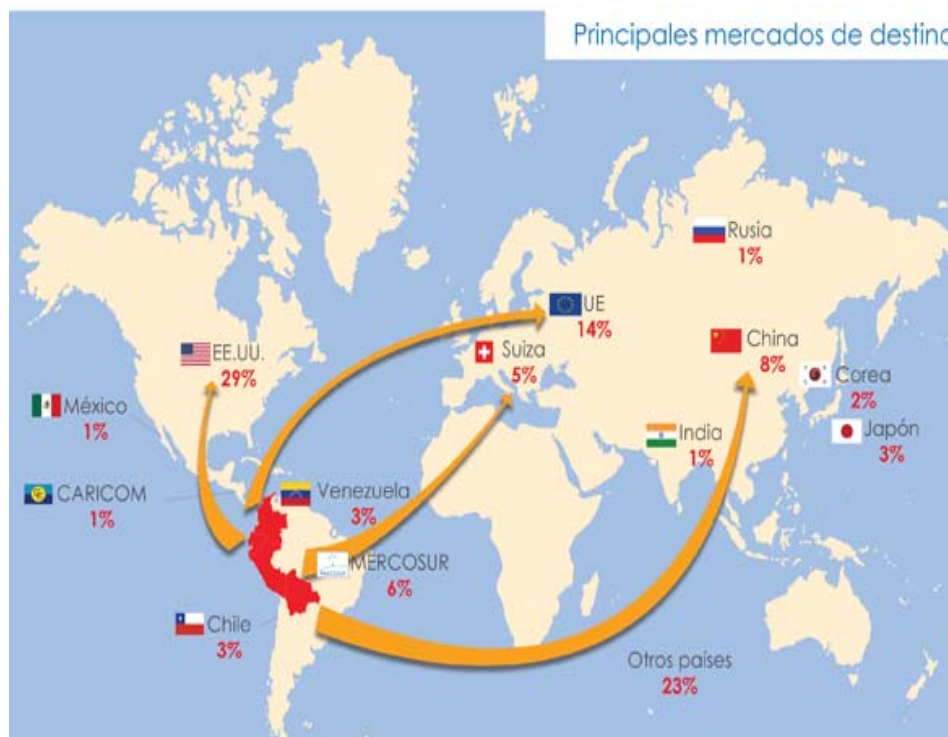 Principales mercados de destino
Rusia
1%
UE
14%
EE.UU.
29%
Suiza
5%
China
8%
Corea
2%
México
1%
India
1%
Japón
3%
CARICOM
1%
Venezuela
3%
MERCOSUR
6%
Chile
3%
Otros países
23%